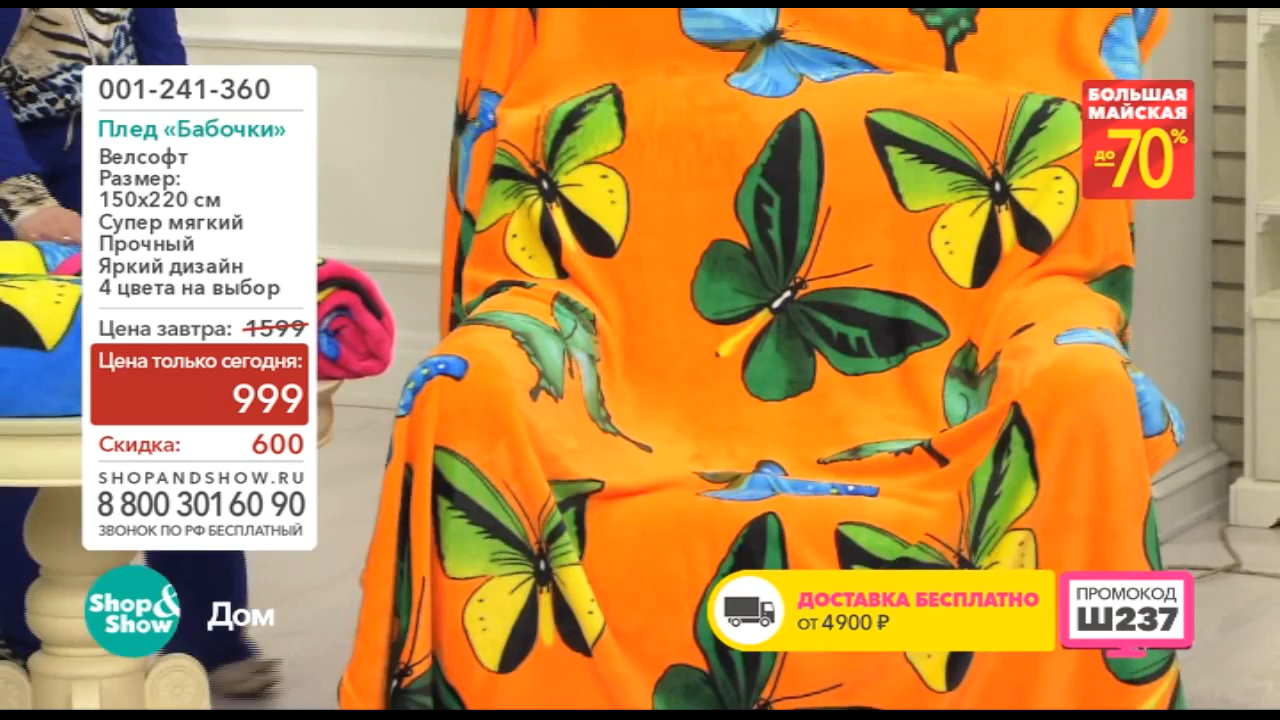 001-241-360
Плед «Бабочки»
Велсофт
Размер:
150x220 см
Супер мягкий
Прочный
Яркий дизайн
4 цвета на выбор
Цена завтра: 1599
Цена только сегодня:
999
Скидка: 600
SHOPANDSHOW.RU
8 800 301 60 90
ЗВОНОК ПО РФ БЕСПЛАТНЫЙ
Shop&
Show
Дом
БОЛЬШАЯ
МАЙСКАЯ
до 70%
ДОСТАВКА БЕСПЛАТНО
ОТ 4900 ₽
ПРОМОКОД
Ш237